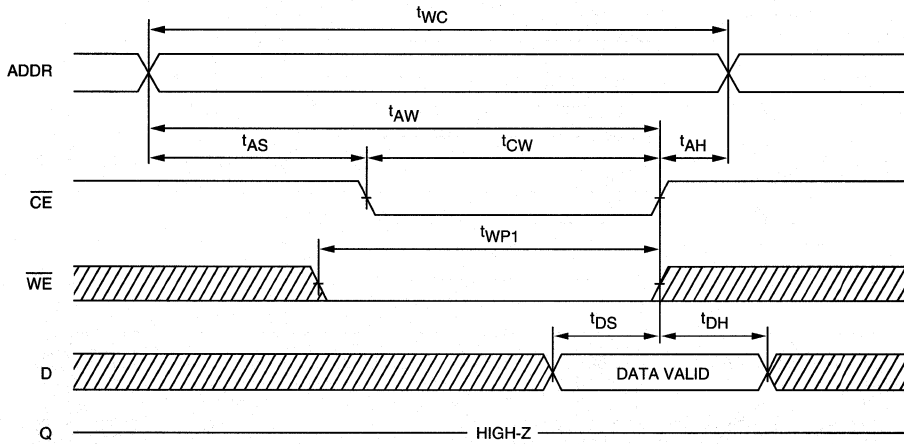 tWC
ADDR
tAW
tAS tCW tAH
CE
tWP1
WE
tDS tDH
D DATA VALID
Q HIGH-Z